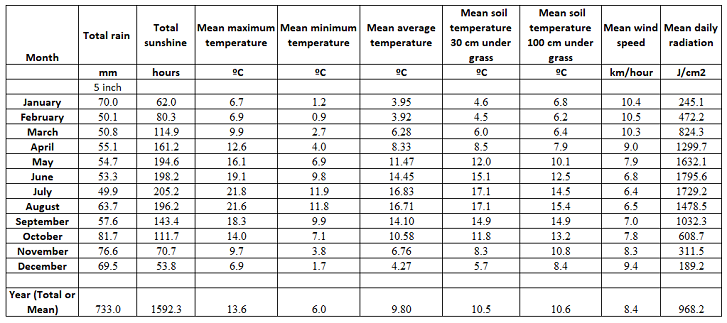 Month Total rain Total sunshine Mean maximum temperature Mean minimum temperature Mean average temperature Mean soil temperature 30 cm under grass Mean soil temperature 100 cm under grass Mean wind speed Mean daily radiation
mm hours ºC ºC ºC ºC ºC km/hour J/cm2
5 inch
January 70.0 62.0 6.7 1.2 3.95 4.6 6.8 10.4 245.1
February 50.1 80.3 6.9 0.9 3.92 4.5 6.2 10.5 472.2
March 50.8 114.9 9.9 2.7 6.28 6.0 6.4 10.3 824.3
April 55.1 161.2 12.6 4.0 8.33 8.5 7.9 9.0 1299.7
May 54.7 194.6 16.1 6.9 11.47 12.0 10.1 7.9 1632.1
June 53.3 198.2 19.1 9.8 14.45 15.1 12.5 6.8 1795.6
July 49.9 205.2 21.8 11.9 16.83 17.1 14.5 6.4 1729.2
August 63.7 196.2 21.6 11.8 16.71 17.1 15.4 6.5 1478.5
September 57.6 143.4 18.3 9.9 14.10 14.9 14.9 7.0 1032.3
October 81.7 111.7 14.0 7.1 10.58 11.8 13.2 7.8 608.7
November 76.6 70.7 9.7 3.8 6.76 8.3 10.8 8.3 311.5
December 69.5 53.8 6.9 1.7 4.27 5.7 8.4 9.4 189.2
Year (Total or Mean) 733.0 1592.3 13.6 6.0 9.80 10.5 10.6 8.4 968.2